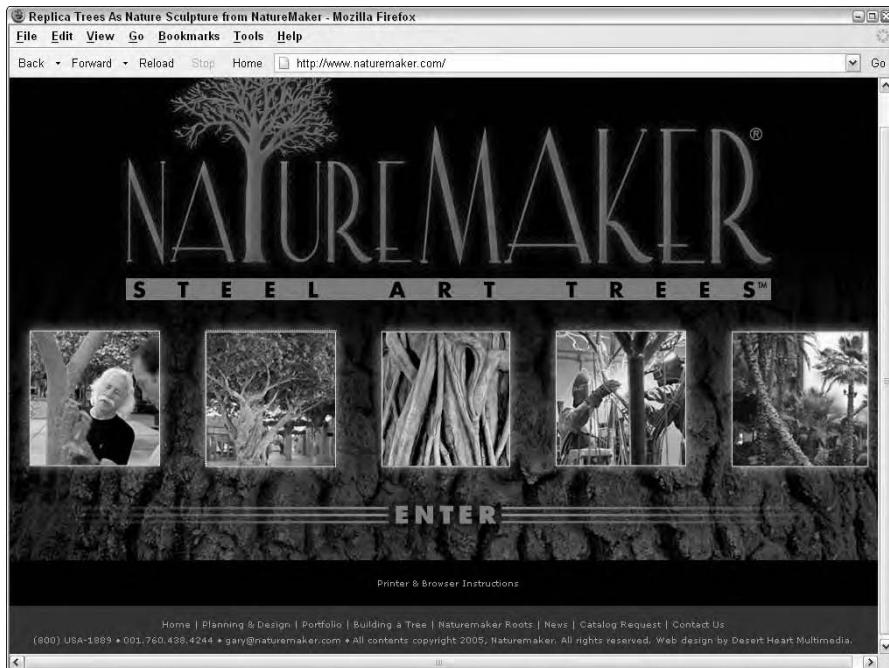 Replica Trees As Nature Sculpture from NatureMaker - Mozilla Firefox
File Edit View Go Bookmarks Tools Help
Back Forward Reload Stop Home http://www.naturemaker.com/ Go
NATUREMAKER®
STEEL ART TREES™
ENTER
Printer & Browser Instructions
Home | Planning & Design | Portfolio | Building a Tree | Naturemaker Roots | News | Catalog Request | Contact Us
(800) USA-1889 • 001.760.438.4244 • gary@naturemaker.com • All contents copyright 2005, Naturemaker. All rights reserved. Web design by Desert Heart Multimedia.